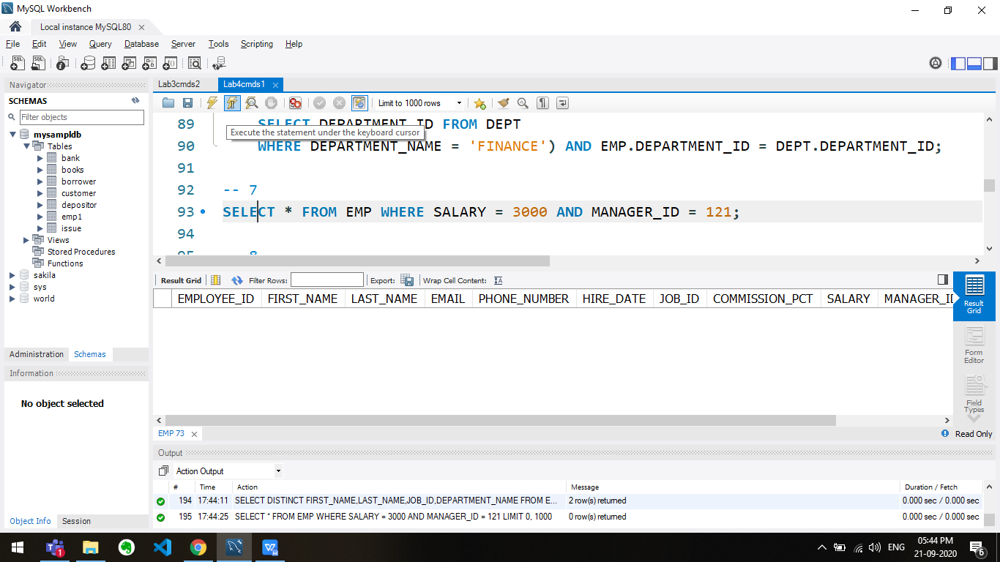 MySQL Workbench
Local instance MySQL80
File Edit View Query Database Server Tools Scripting Help
Navigator
SCHEMAS
Filter objects
mysampldb
Tables
bank
books
borrower
customer
depositor
emp1
issue
Views
Stored Procedures
Functions
sakila
sys
world
Administration Schemas
Information
No object selected
Object Info Session
Lab3cmds2 Lab4cmds1
Limit to 1000 rows
89 SELECT DEPARTMENT_ID FROM DEPT
Execute the statement under the keyboard cursor
90 WHERE DEPARTMENT_NAME = 'FINANCE') AND EMP.DEPARTMENT_ID = DEPT.DEPARTMENT_ID;
91
92 -- 7
93 SELECT * FROM EMP WHERE SALARY = 3000 AND MANAGER_ID = 121;
94
95 -- 8
Result Grid Filter Rows: Export: Wrap Cell Content:
EMPLOYEE_ID FIRST_NAME LAST_NAME EMAIL PHONE_NUMBER HIRE_DATE JOB_ID COMMISSION_PCT SALARY MANAGER_ID
Result
Grid
Form
Editor
Field
Types
EMP 73
Read Only
Output
Action Output
# Time Action Message Duration / Fetch
194 17:44:11 SELECT DISTINCT FIRST_NAME,LAST_NAME,JOB_ID,DEPARTMENT_NAME FROM E... 2 row(s) returned 0.000 sec / 0.000 sec
195 17:44:25 SELECT * FROM EMP WHERE SALARY = 3000 AND MANAGER_ID = 121 LIMIT 0, 1000 0 row(s) returned 0.000 sec / 0.000 sec
1
ENG
05:44 PM
21-09-2020
6